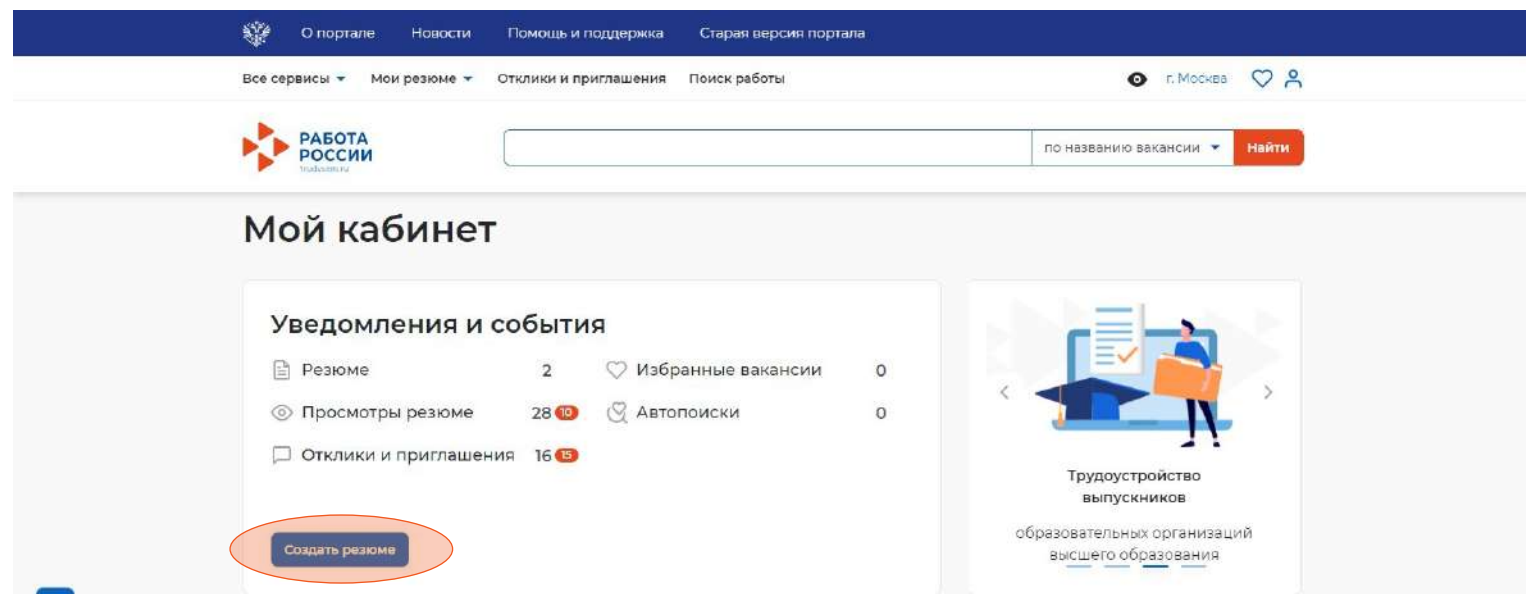 О портале Новости Помощь и поддержка Старая версия портала
Все сервисы Мои резюме Отклики и приглашения Поиск работы г. Москва
РАБОТА
РОССИИ
trudvsem.ru
по названию вакансии Найти
Мой кабинет
Уведомления и события
Резюме 2 Избранные вакансии 0
Просмотры резюме 28 10 Автопоиски 0
Отклики и приглашения 16 15
Создать резюме
Трудоустройство
выпускников
образовательных организаций
высшего образования